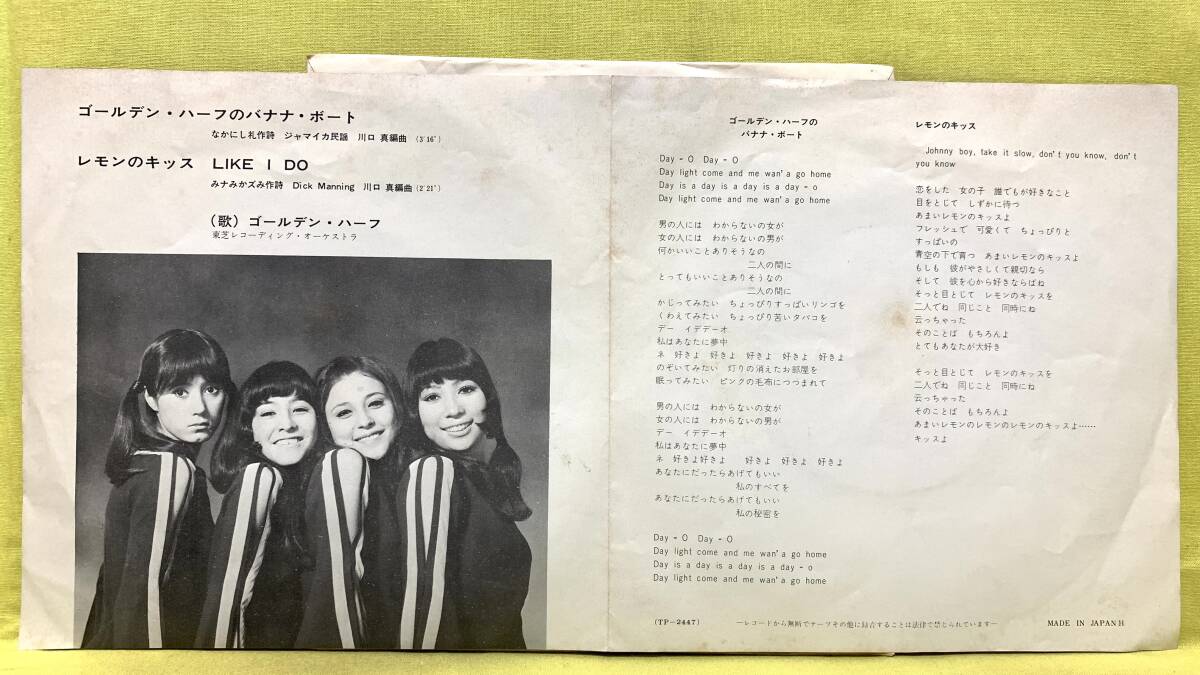 ゴールデン・ハーフのバナナ・ボート
なかにし礼作詩 ジャマイカ民謡 川口 真編曲 (3′16″)
レモンのキッス LIKE I DO
みナみカズみ作詩 Dick Manning 川口 真編曲 (2′21″)
(歌) ゴールデン・ハーフ
東芝レコーディング・オーケストラ
ゴールデン・ハーフの
バナナ・ボート
Day - O Day - O
Day light come and me wan'a go home
Day is a day is a day is a day - o
Day light come and me wan'a go home
男の人には わからないの女が
女の人には わからないの男が
何かいいことありそうなの
二人の間に
とってもいいことありそうなの
二人の間に
かじってみたい ちょっぴりすっぱいリンゴを
くわえてみたい ちょっぴり苦いタバコを
デー イデデーオ
私はあなたに夢中
ネ 好きよ 好きよ 好きよ 好きよ 好きよ
のぞいてみたい 灯りの消えたお部屋を
眠ってみたい ピンクの毛布につつまれて
男の人には わからないの女が
女の人には わからないの男が
デー イデデーオ
私はあなたに夢中
ネ 好きよ好きよ 好きよ 好きよ 好きよ
あなたにだったらあげてもいい
私のすべてを
あなたにだったらあげてもいい
私の秘密を
Day - O Day - O
Day light come and me wan'a go home
Day is a day is a day is a day - o
Day light come and me wan'a go home
レモンのキッス
Johnny boy, take it slow, don't you know, don't
you know
恋をした 女の子 誰でもが好きなこと
目をとじて しずかに待つ
あまいレモンのキッスよ
フレッシュで 可愛くて ちょっぴりと
すっぱいの
青空の下で育つ あまいレモンのキッスよ
もしも 彼がやさしくて親切なら
そして 彼を心から好きならばね
そっと目とじて レモンのキッスを
二人でね 同じこと 同時にね
云っちゃった
そのことば もちろんよ
とてもあなたが大好き
そっと目とじて レモンのキッスを
二人でね 同じこと 同時にね
云っちゃった
そのことば もちろんよ
あまいレモンのレモンのレモンのキッスよ……
キッスよ
(TP-2447)
―レコードから無断でテープその他に録音することは法律で禁じられています―
MADE IN JAPAN H